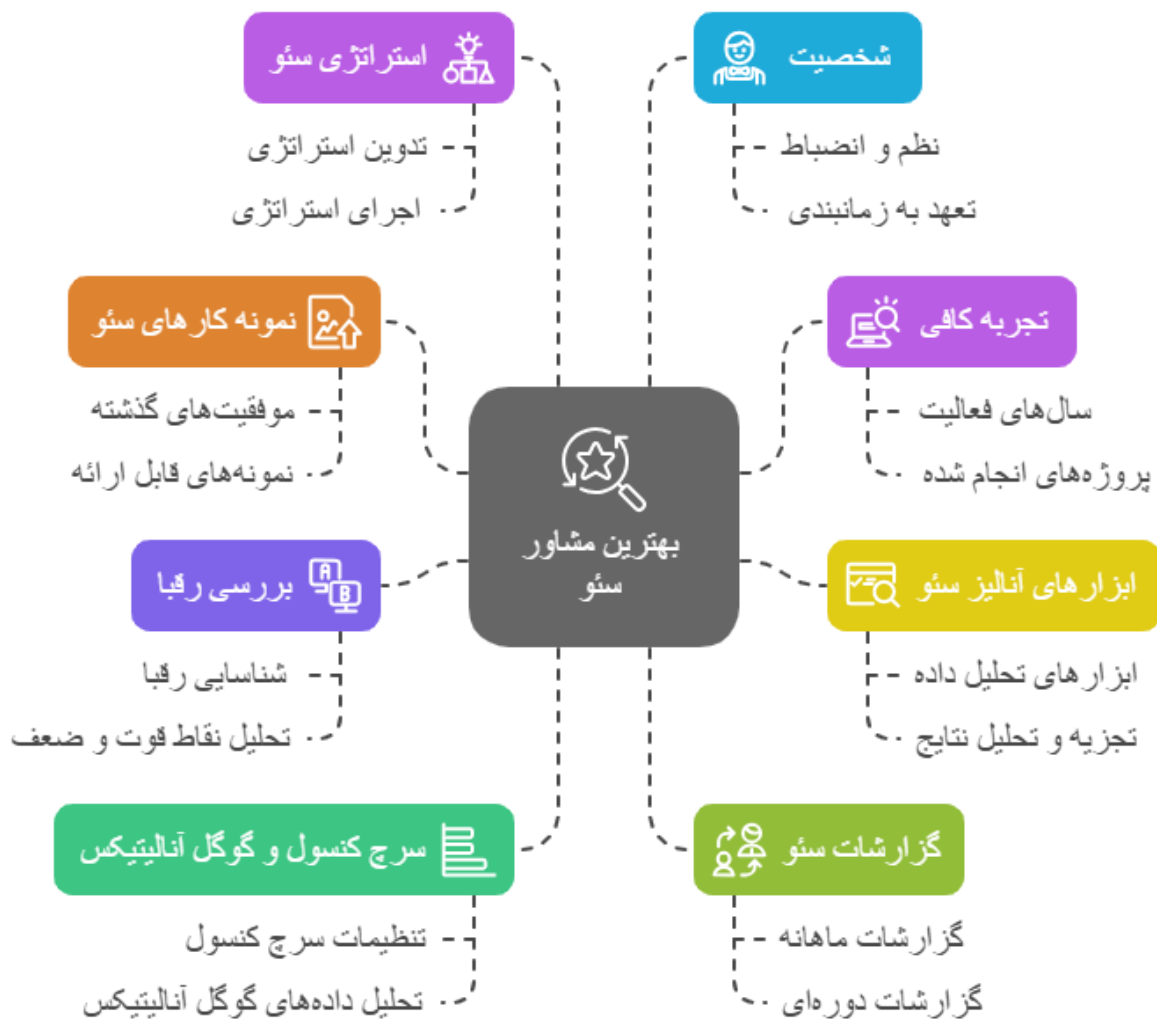 شخصیت
نظم و انضباط
تعهد به زمانبندی
تجربه کافی
سال‌های فعالیت
پروژه‌های انجام شده
ابزارهای آنالیز سئو
ابزارهای تحلیل داده
تجزیه و تحلیل نتایج
گزارشات سئو
گزارشات ماهانه
گزارشات دوره‌ای
بهترین مشاور
سئو
استراتژی سئو
تدوین استراتژی
اجرای استراتژی
نمونه کارهای سئو
موفقیت‌های گذشته
نمونه‌های قابل ارائه
بررسی رقبا
A
B
شناسایی رقبا
تحلیل نقاط قوت و ضعف
سرچ کنسول و گوگل آنالیتیکس
تنظیمات سرچ کنسول
تحلیل داده‌های گوگل آنالیتیکس